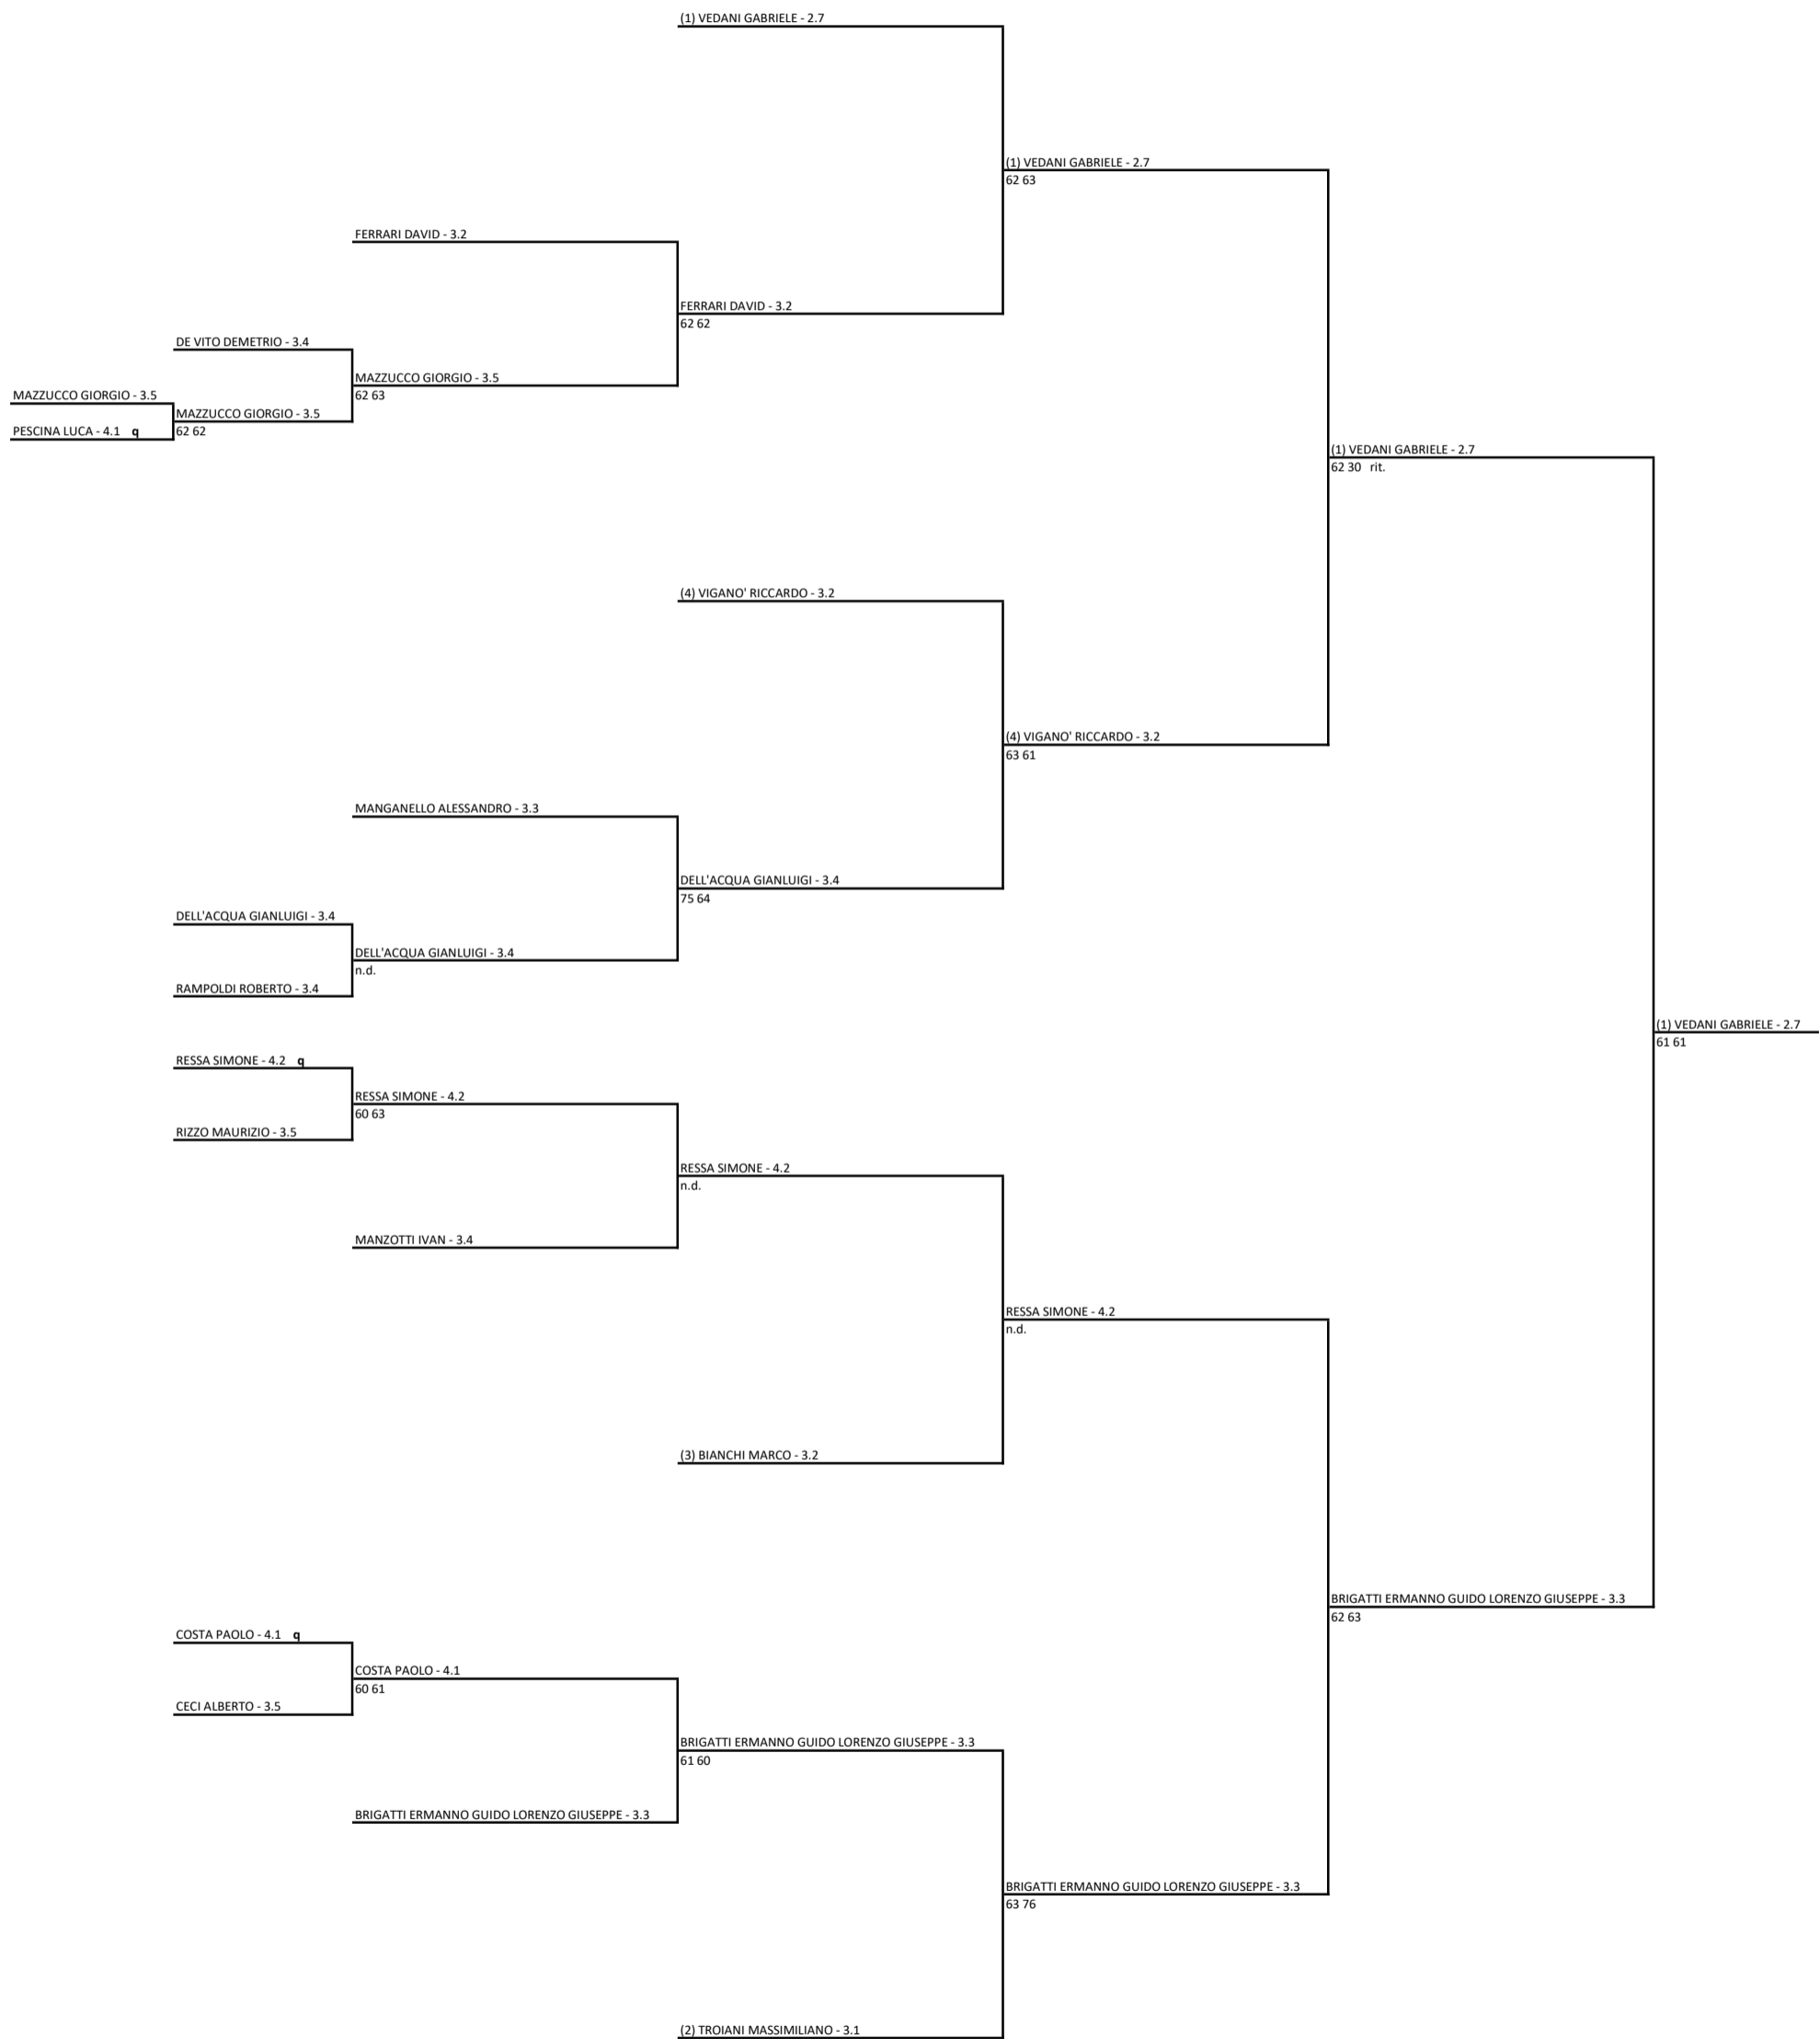 (1) VEDANI GABRIELE - 2.7
(1) VEDANI GABRIELE - 2.7
62 63
FERRARI DAVID - 3.2
FERRARI DAVID - 3.2
62 62
DE VITO DEMETRIO - 3.4
MAZZUCCO GIORGIO - 3.5
62 63
MAZZUCCO GIORGIO - 3.5
MAZZUCCO GIORGIO - 3.5
62 62
PESCINA LUCA - 4.1 q
(1) VEDANI GABRIELE - 2.7
62 30 rit.
(4) VIGANO' RICCARDO - 3.2
(4) VIGANO' RICCARDO - 3.2
63 61
MANGANELLO ALESSANDRO - 3.3
DELL'ACQUA GIANLUIGI - 3.4
75 64
DELL'ACQUA GIANLUIGI - 3.4
DELL'ACQUA GIANLUIGI - 3.4
n.d.
RAMPOLDI ROBERTO - 3.4
(1) VEDANI GABRIELE - 2.7
61 61
RESSA SIMONE - 4.2 q
RESSA SIMONE - 4.2
60 63
RIZZO MAURIZIO - 3.5
RESSA SIMONE - 4.2
n.d.
MANZOTTI IVAN - 3.4
RESSA SIMONE - 4.2
n.d.
(3) BIANCHI MARCO - 3.2
BRIGATTI ERMANNO GUIDO LORENZO GIUSEPPE - 3.3
62 63
COSTA PAOLO - 4.1 q
COSTA PAOLO - 4.1
60 61
CECI ALBERTO - 3.5
BRIGATTI ERMANNO GUIDO LORENZO GIUSEPPE - 3.3
61 60
BRIGATTI ERMANNO GUIDO LORENZO GIUSEPPE - 3.3
BRIGATTI ERMANNO GUIDO LORENZO GIUSEPPE - 3.3
63 76
(2) TROIANI MASSIMILIANO - 3.1